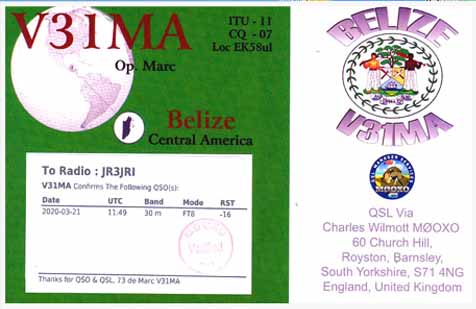 V31MA
ITU - 11
CQ - 07
Loc EK58ul
Op. Marc
Belize
Central America
To Radio : JR3JRI
V31MA Confirms The Following QSO(s):
Date UTC Band Mode RST
2020-03-21 11:49 30 m FT8 -16
Thanks for QSO & QSL, 73 de Marc V31MA
BELIZE
V31MA
MØOXO
QSL Via
Charles Wilmott MØOXO
60 Church Hill,
Royston, Barnsley,
South Yorkshire, S71 4NG
England, United Kingdom